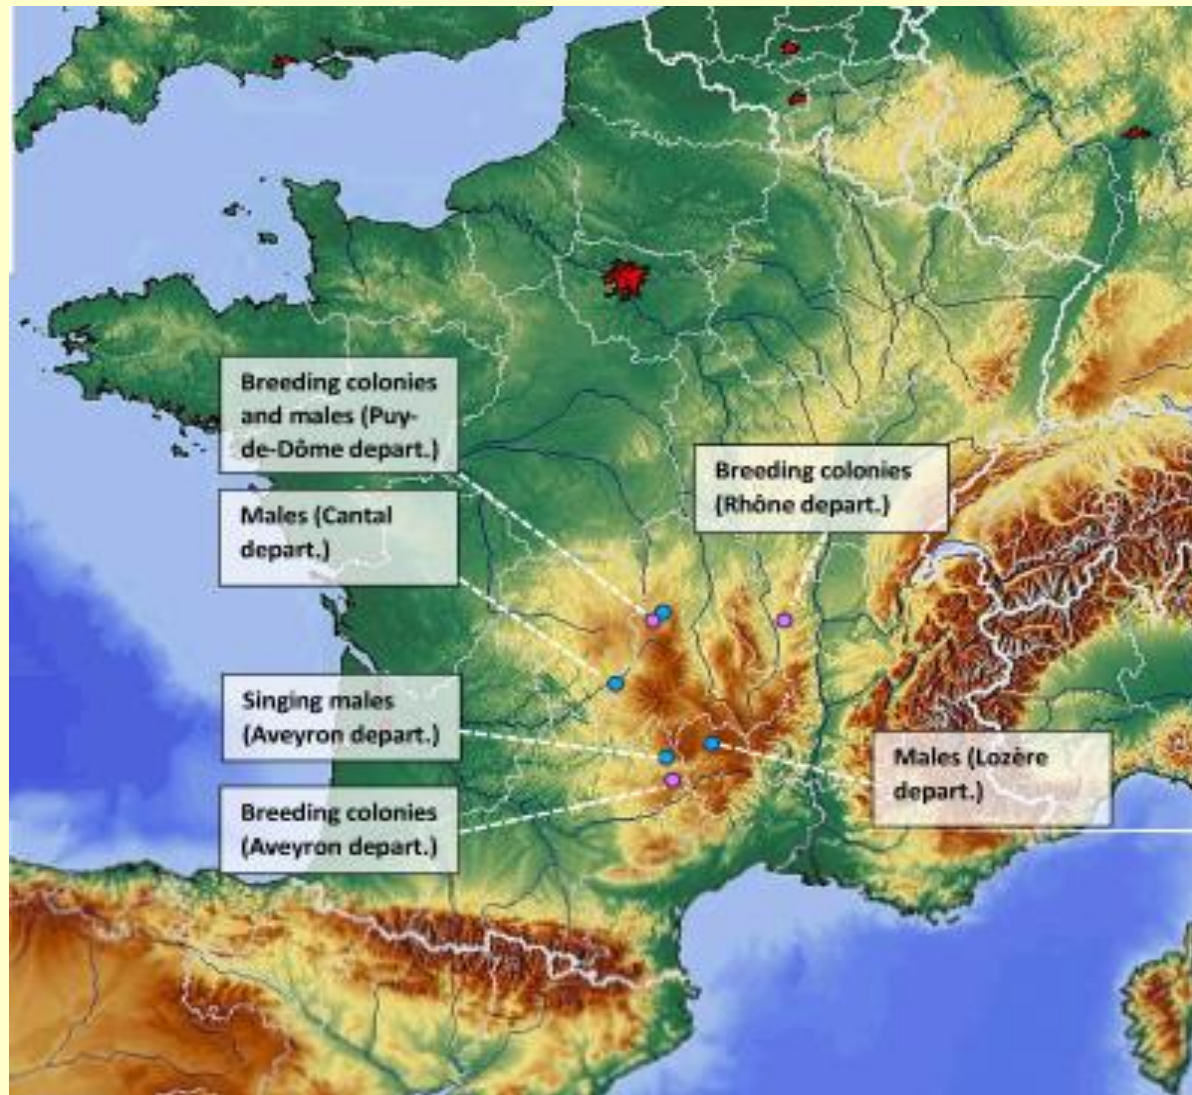 Breeding colonies
and males (Puy-
de-Dôme depart.)
Breeding colonies
(Rhône depart.)
Males (Cantal
depart.)
Singing males
(Aveyron depart.)
Males (Lozère
depart.)
Breeding colonies
(Aveyron depart.)